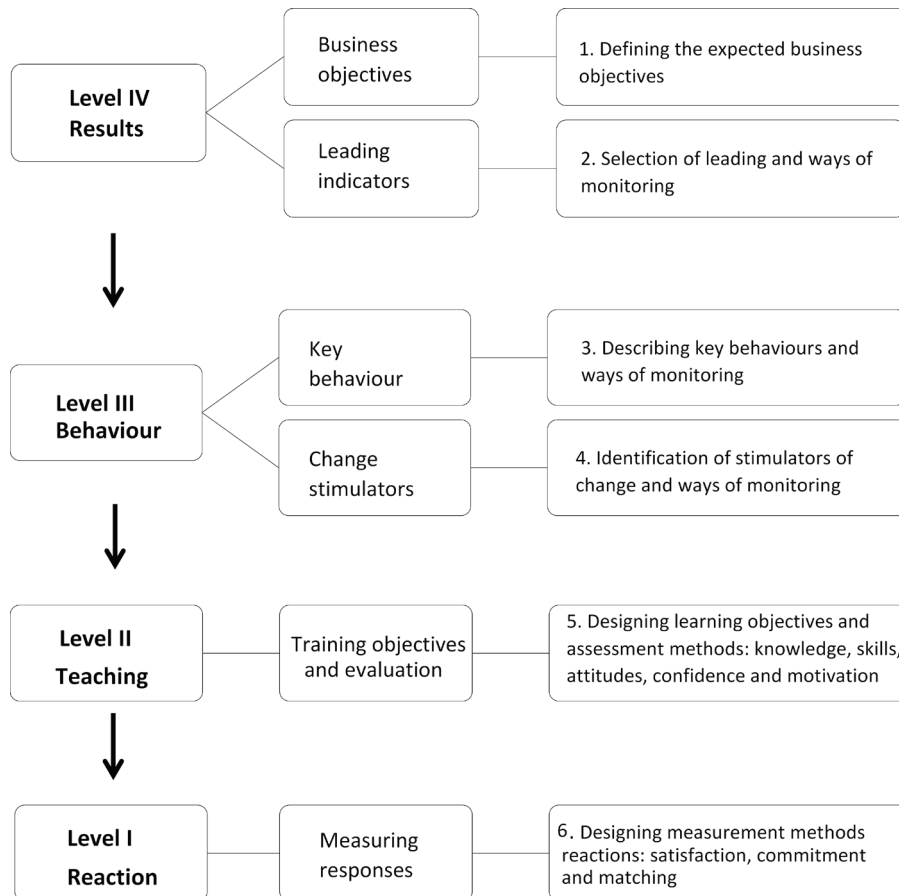 Business
objectives
1. Defining the expected business
objectives
Level IV
Results
Leading
indicators
2. Selection of leading and ways of
monitoring
Key
behaviour
3. Describing key behaviours and
ways of monitoring
Level III
Behaviour
Change
stimulators
4. Identification of stimulators of
change and ways of monitoring
Level II
Teaching
Training objectives
and evaluation
5. Designing learning objectives and
assessment methods: knowledge, skills,
attitudes, confidence and motivation
Level I
Reaction
Measuring
responses
6. Designing measurement methods
reactions: satisfaction, commitment
and matching